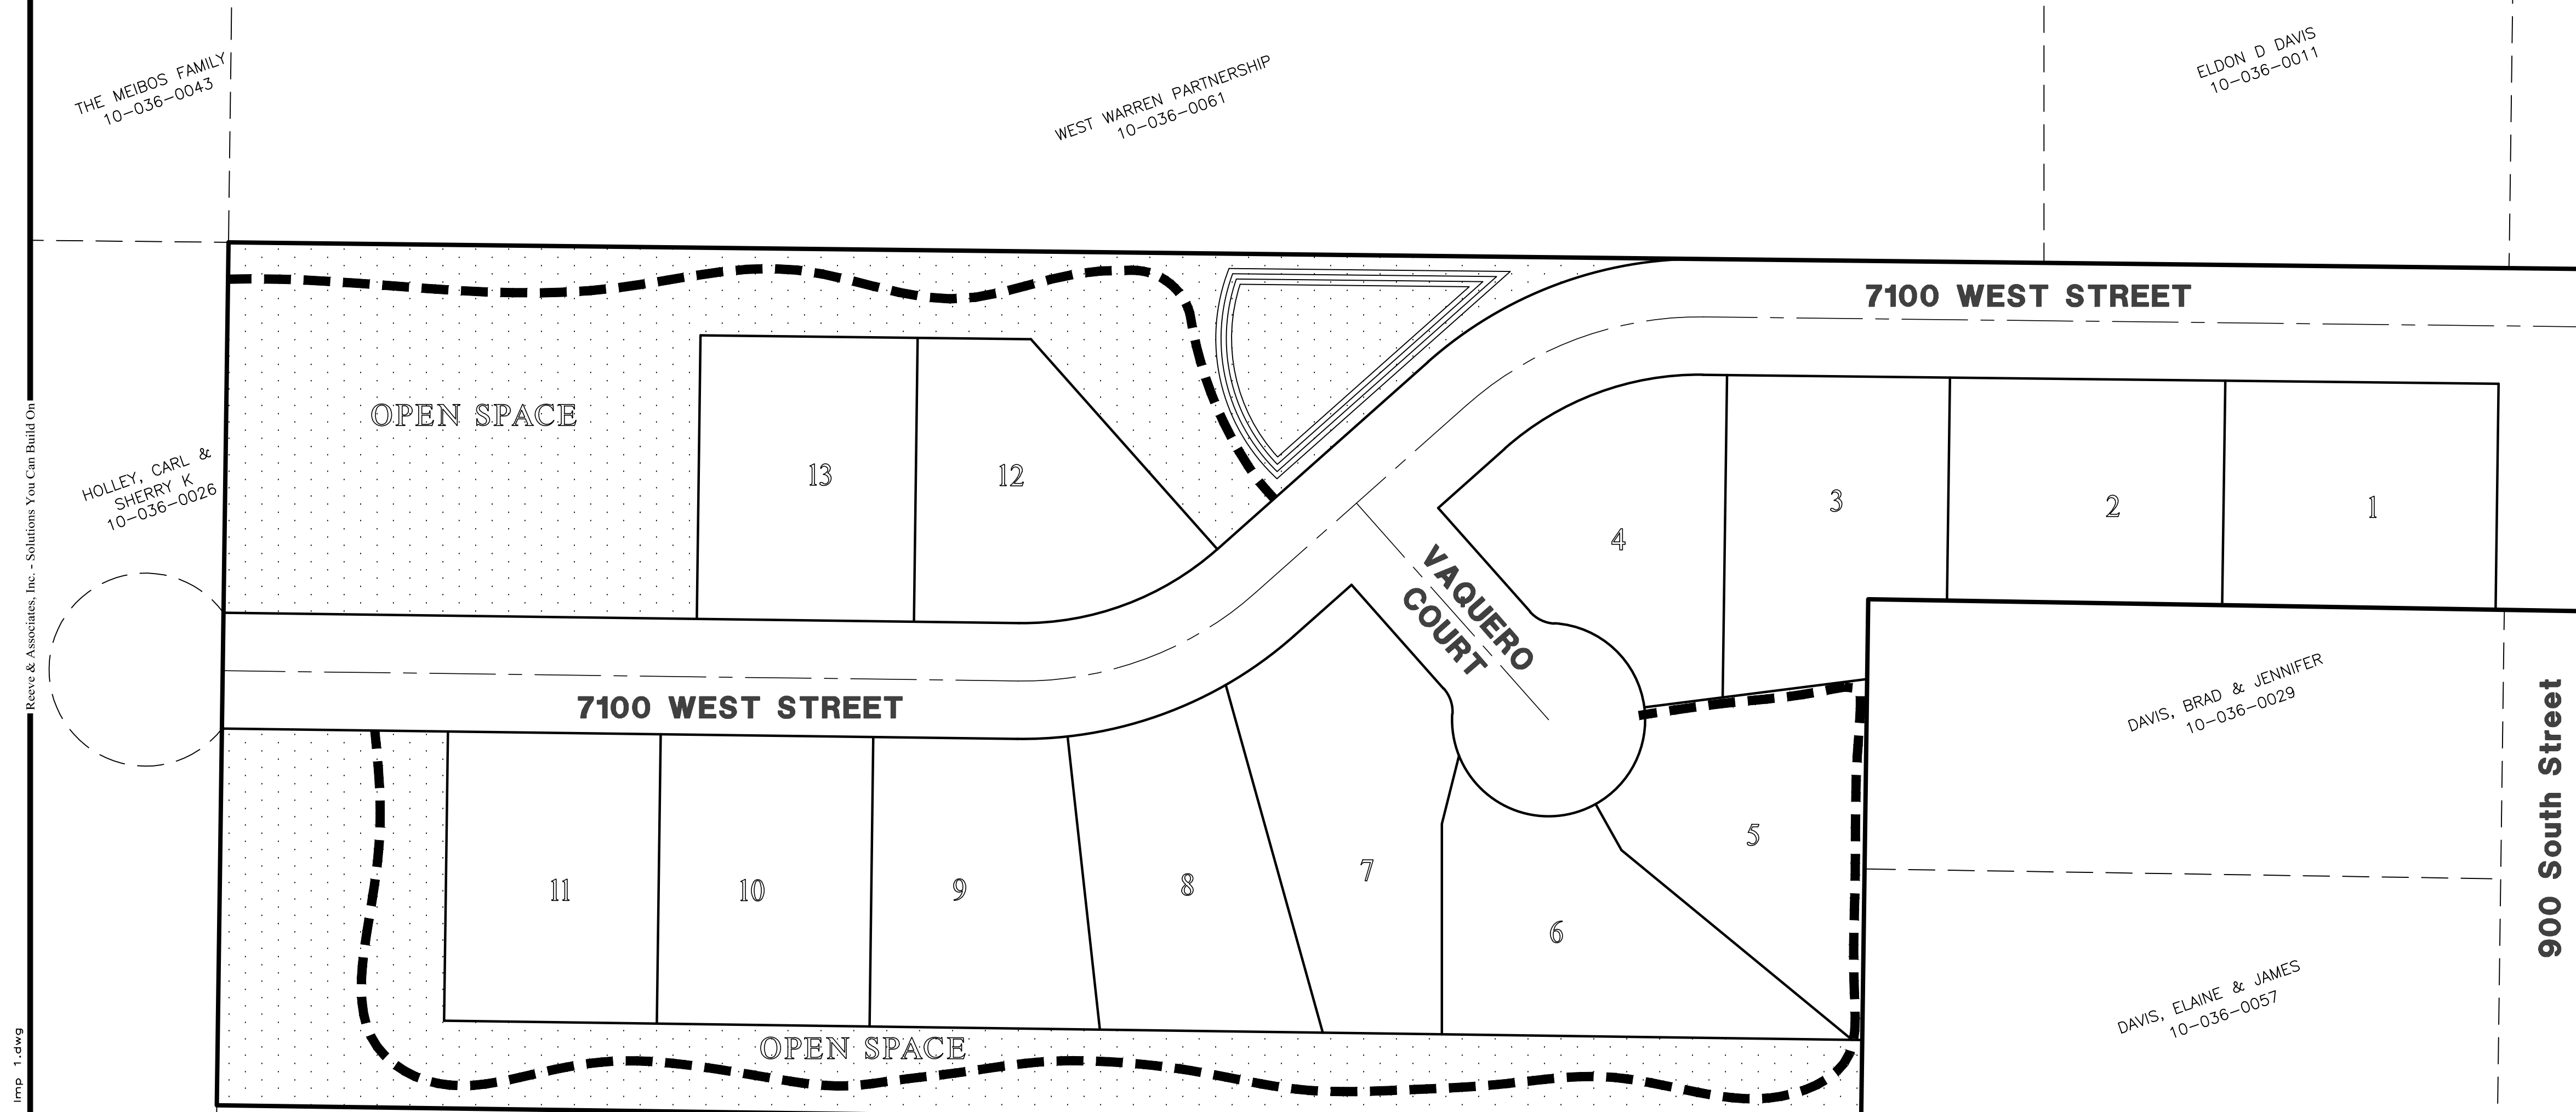 THE MEIBOS FAMILY
10-036-0043
WEST WARREN PARTNERSHIP
10-036-0061
ELDON D DAVIS
10-036-0011
7100 WEST STREET
OPEN SPACE
HOLLEY, CARL &
SHERRY K
10-036-0026
13
12
4
3
2
1
VAQUERO
COURT
7100 WEST STREET
DAVIS, BRAD & JENNIFER
10-036-0029
900 South Street
11
10
9
8
7
6
5
DAVIS, ELAINE & JAMES
10-036-0057
OPEN SPACE
Reeve & Associates, Inc. - Solutions You Can Build On
Imp 1.dwg